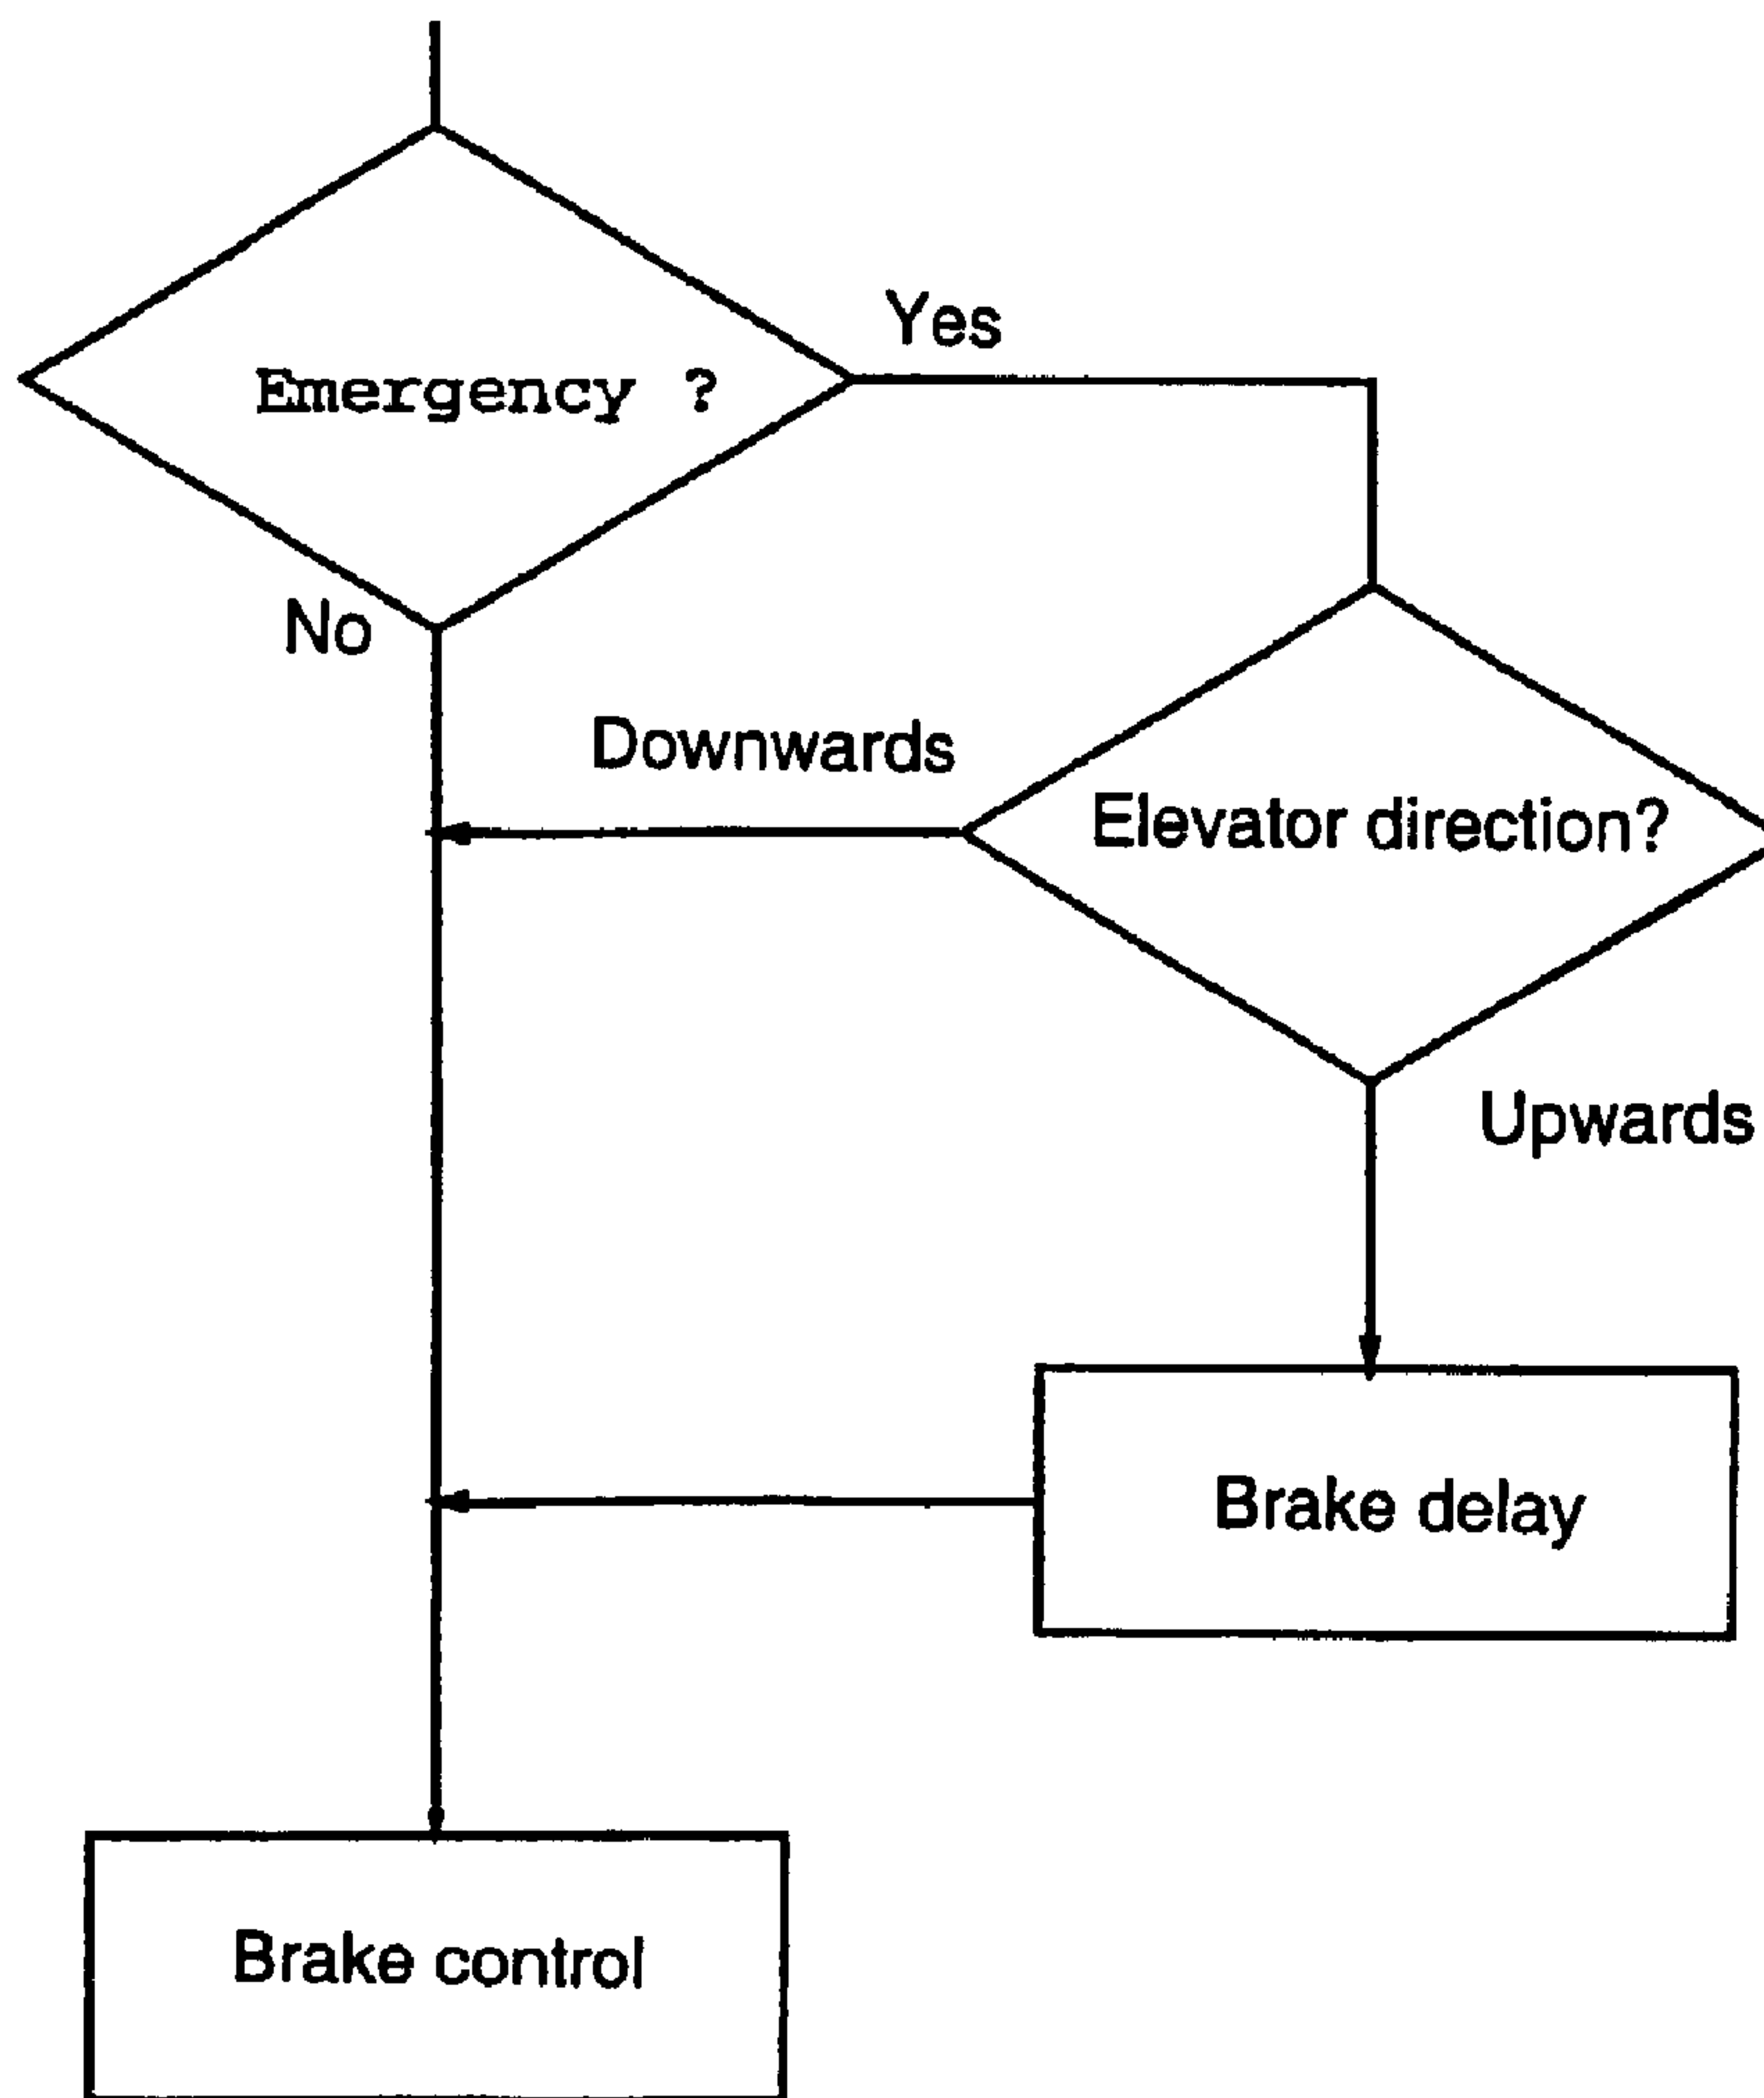 Yes
Emergency ?
No
Downwards
Elevator direction?
Upwards
Brake delay
Brake control